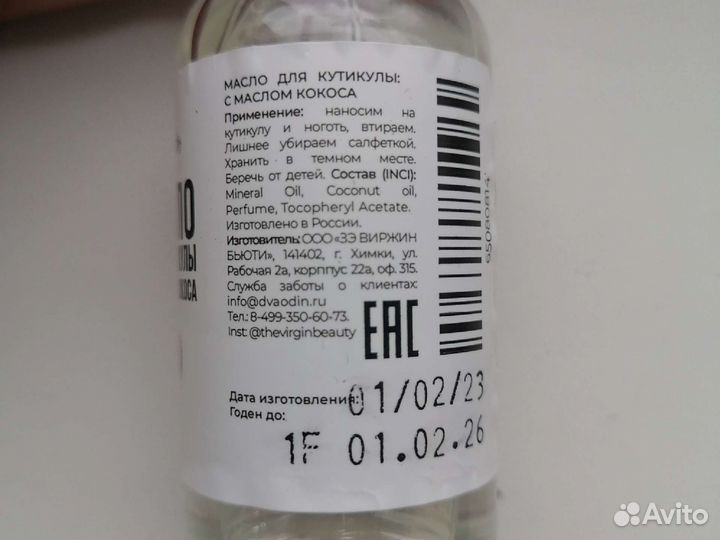 МАСЛО ДЛЯ КУТИКУЛЫ:
С МАСЛОМ КОКОСА
Применение: наносим на
кутикулу и ноготь, втираем.
Лишнее убираем салфеткой.
Хранить в темном месте.
Беречь от детей. Состав (INCI):
Mineral Oil, Coconut oil,
Perfume, Tocopheryl Acetate.
Изготовлено в России.
Изготовитель: ООО «ЗЭ ВИРЖИН
БЬЮТИ», 141402, г. Химки, ул.
Рабочая 2а, корппус 22а, оф. 315.
Служба заботы о клиентах:
info@dvaodin.ru
Тел.: 8-499-350-60-73.
Inst: @thevirginbeauty
EAC
Дата изготовления: 01/02/23
Годен до:
1F 01.02.26
Avito